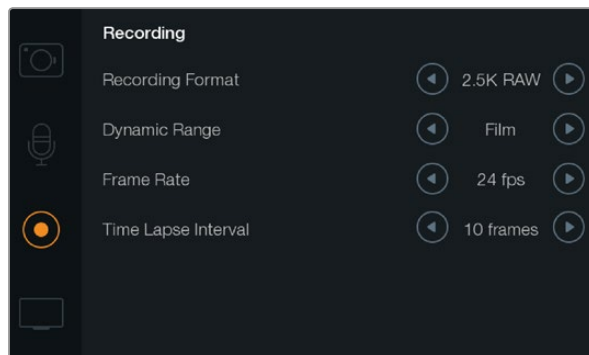 Recording
Recording Format 2.5K RAW
Dynamic Range Film
Frame Rate 24 fps
Time Lapse Interval 10 frames